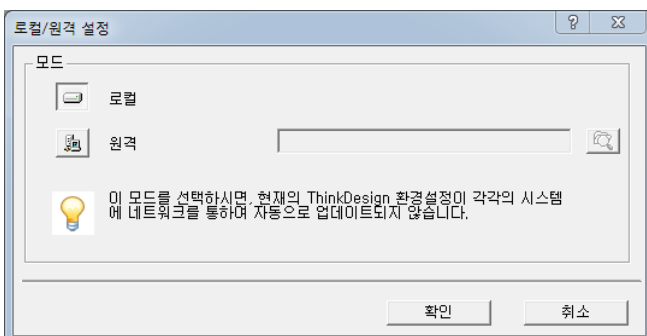 로컬/원격 설정
모드
로컬
원격
이 모드를 선택하시면, 현재의 ThinkDesign 환경설정이 각각의 시스템
에 네트워크를 통하여 자동으로 업데이트되지 않습니다.
확인
취소